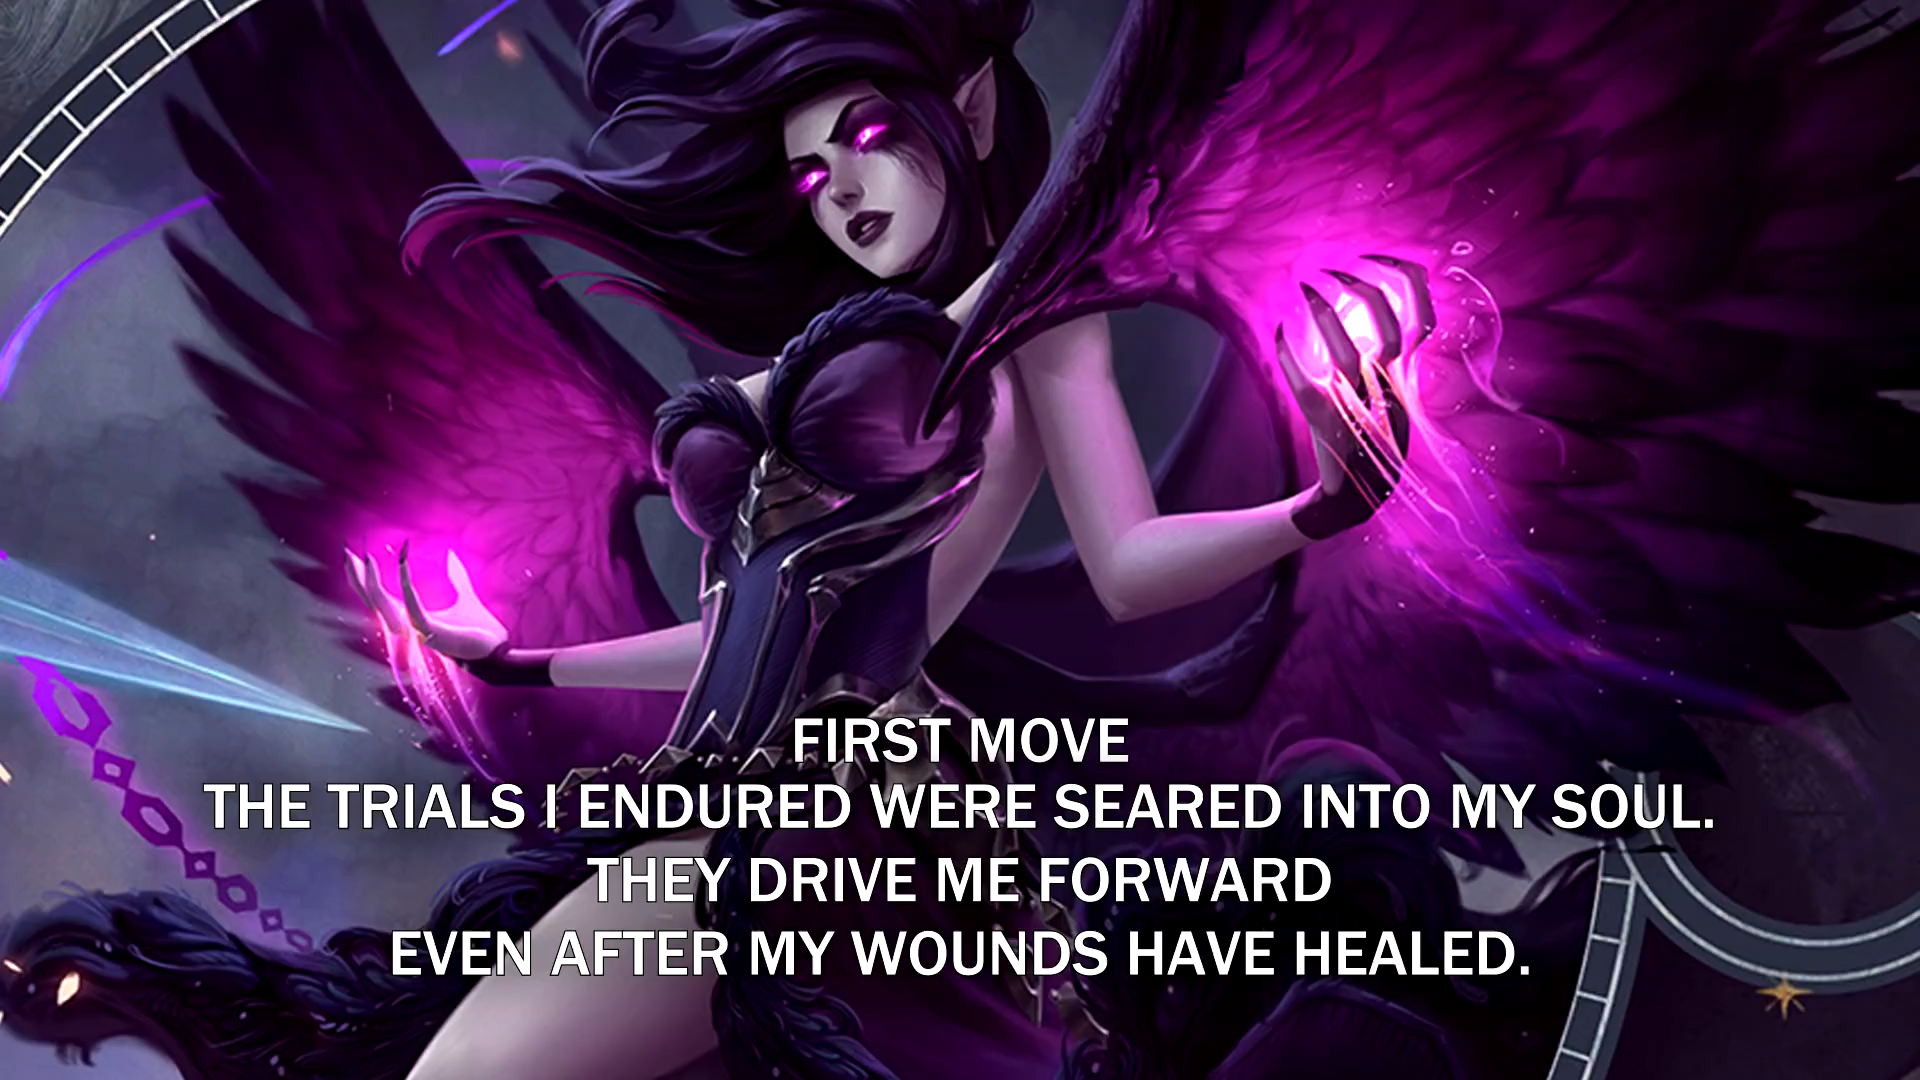 FIRST MOVE
THE TRIALS I ENDURED WERE SEARED INTO MY SOUL.
THEY DRIVE ME FORWARD
EVEN AFTER MY WOUNDS HAVE HEALED.